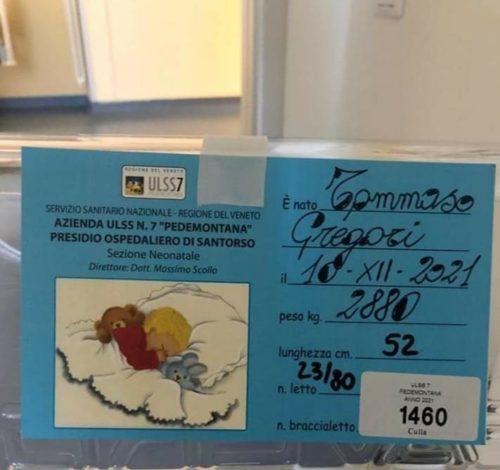 REGIONE DEL VENETO
ULSS7
SERVIZIO SANITARIO NAZIONALE - REGIONE DEL VENETO
AZIENDA ULSS N. 7 "PEDEMONTANA"
PRESIDIO OSPEDALIERO DI SANTORSO
Sezione Neonatale
Direttore: Dott. Massimo Scollo
È nato Tommaso
Gregori
il 10-XII-2021
peso kg. 2880
lunghezza cm. 52
n. letto 23/80
n. braccialetto
ULSS 7
PEDEMONTANA
ANNO 2021
1460
Culla